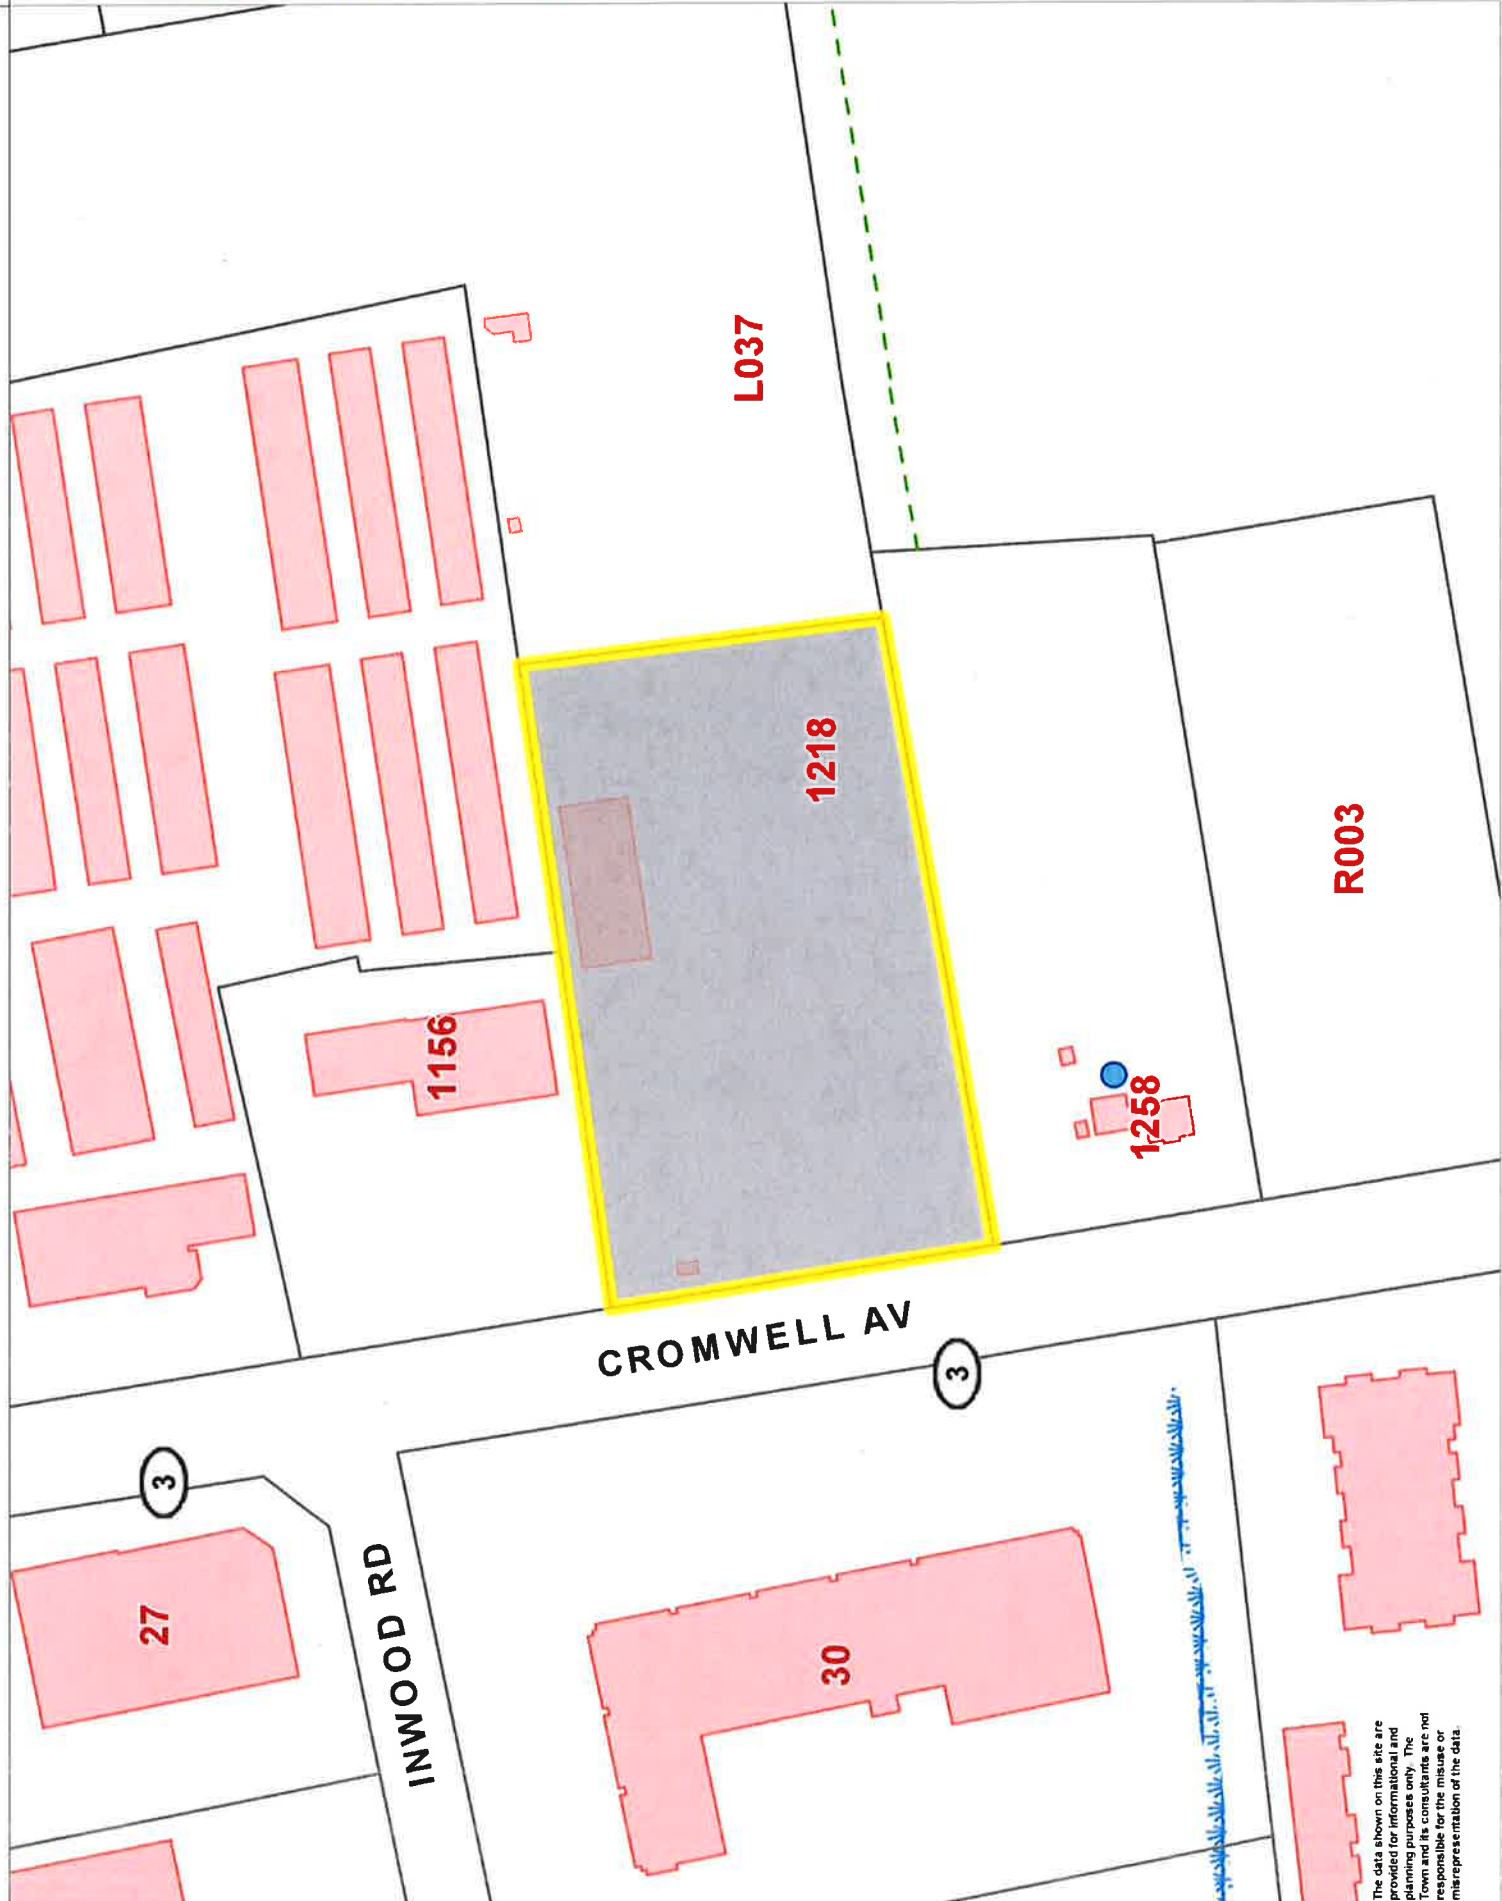 L037
1218
R003
1156
1258
CROMWELL AV
3
3
INWOOD RD
27
30
The data shown on this site are
provided for informational and
planning purposes only. The
Town and its consultants are not
responsible for the misuse or
misrepresentation of the data.